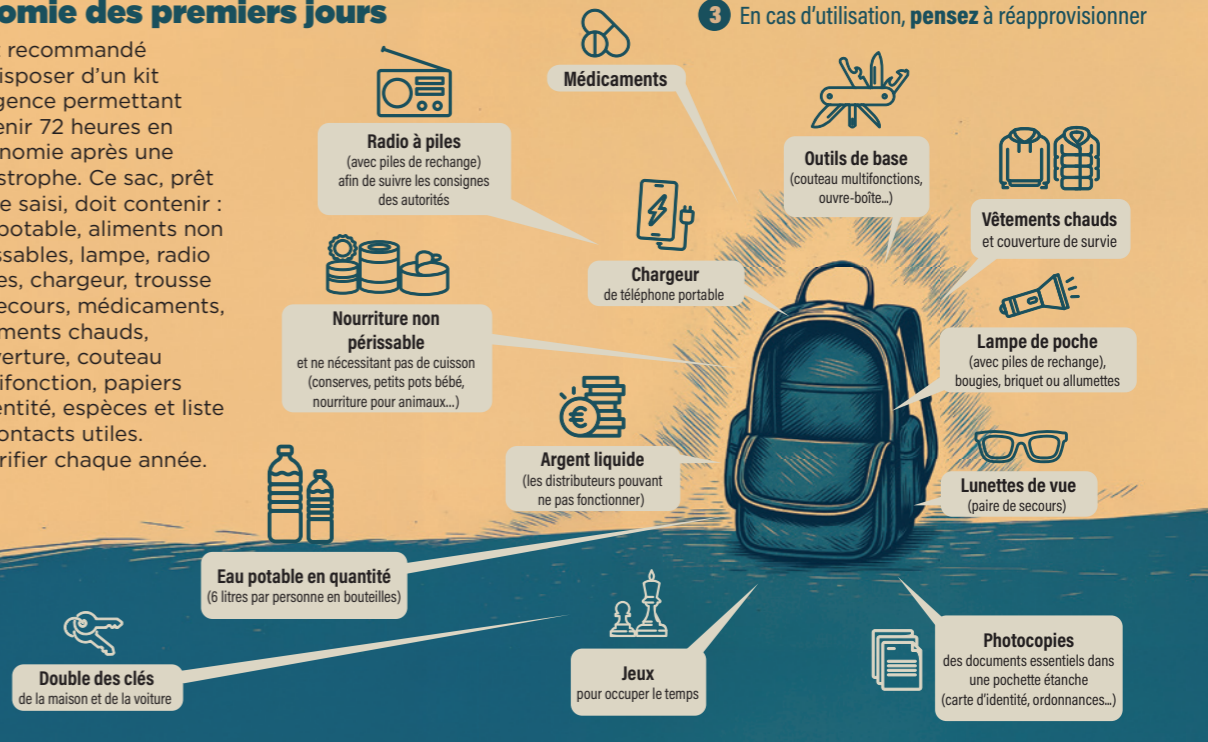 omie des premiers jours
recommandé
isposer d'un kit
gence permettant
enir 72 heures en
nomie après une
strophe. Ce sac, prêt
e saisi, doit contenir :
potable, aliments non
ssables, lampe, radio
es, chargeur, trousse
ecours, médicaments,
ments chauds,
verture, couteau
ifonction, papiers
entité, espèces et liste
ontacts utiles.
rifier chaque année.
3 En cas d'utilisation, pensez à réapprovisionner
Médicaments
Radio à piles
(avec piles de rechange)
afin de suivre les consignes
des autorités
Outils de base
(couteau multifonctions,
ouvre-boîte...)
Vêtements chauds
et couverture de survie
Chargeur
de téléphone portable
Nourriture non
périssable
et ne nécessitant pas de cuisson
(conserves, petits pots bébé,
nourriture pour animaux...)
Lampe de poche
(avec piles de rechange),
bougies, briquet ou allumettes
€
Argent liquide
(les distributeurs pouvant
ne pas fonctionner)
Lunettes de vue
(paire de secours)
Eau potable en quantité
(6 litres par personne en bouteilles)
Double des clés
de la maison et de la voiture
Jeux
pour occuper le temps
Photocopies
des documents essentiels dans
une pochette étanche
(carte d'identité, ordonnances...)